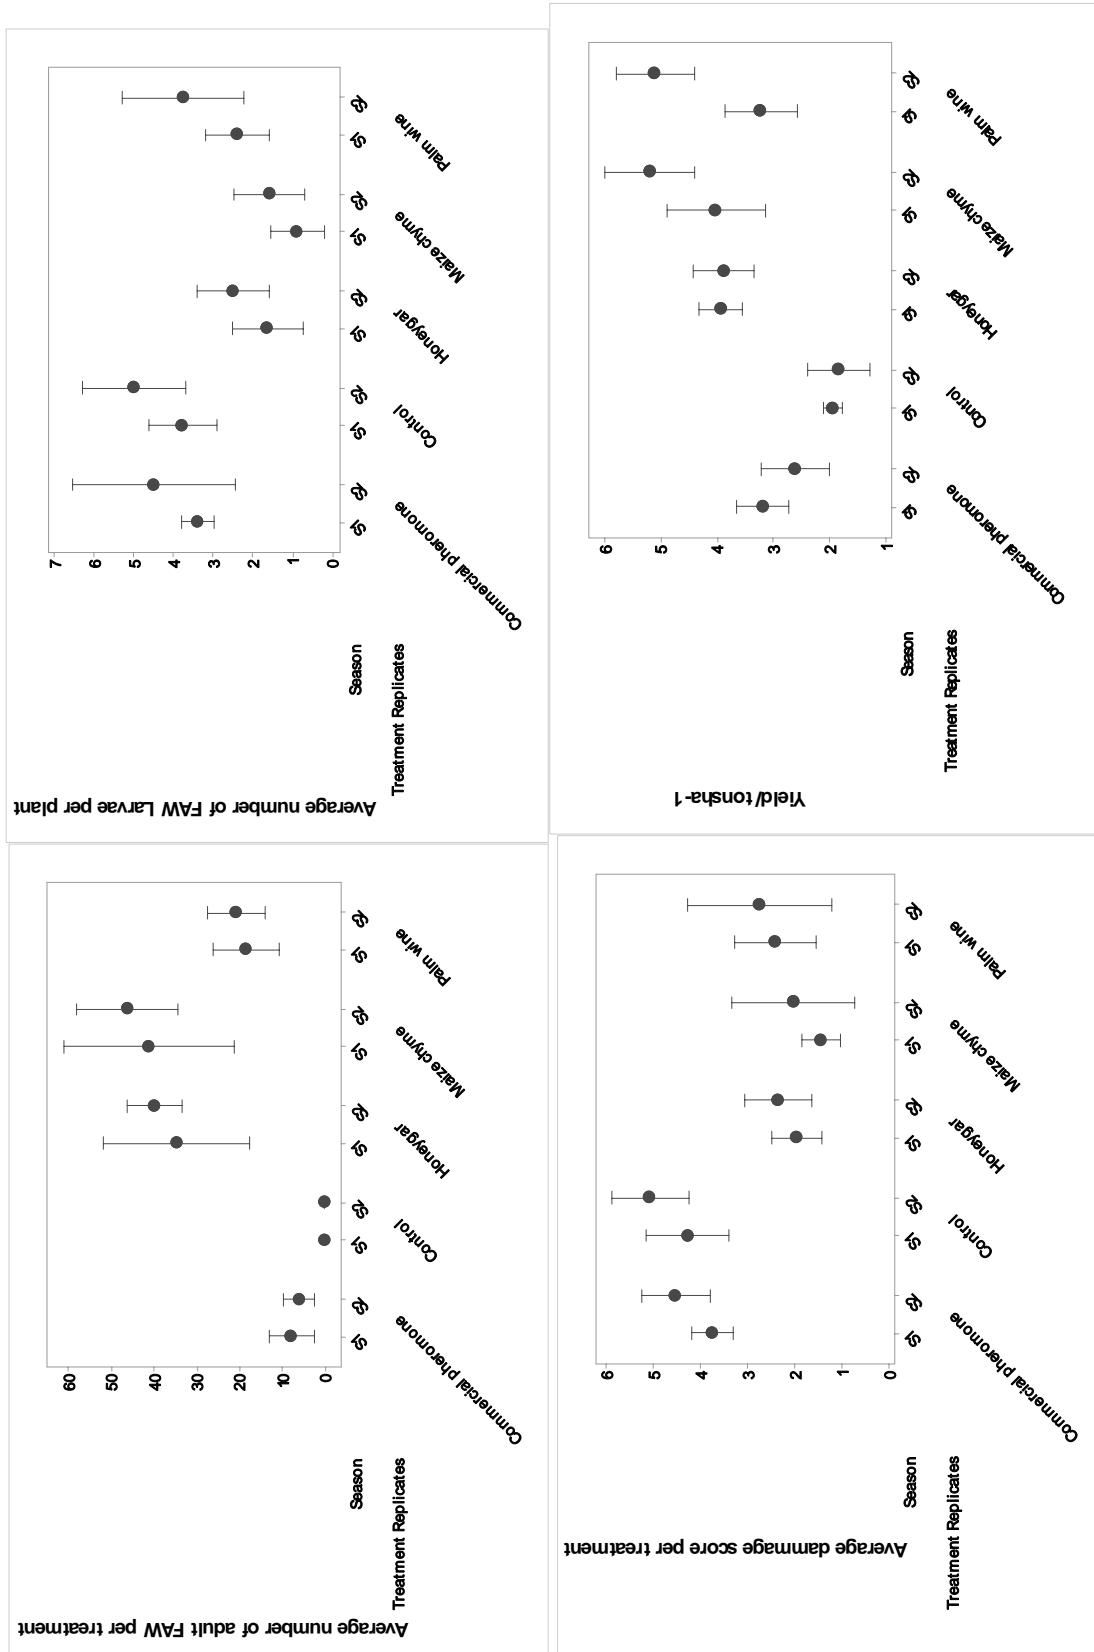 Average number of adult FAW per treatment
60
50
40
30
20
10
0
Season S1 S2 S1 S2 S1 S2 S1 S2 S1 S2
Treatment Replicates Commercial pheromone Control Honeygar Maize chyme Palm wine
Average number of FAW Larvae per plant
7
6
5
4
3
2
1
0
Season S1 S2 S1 S2 S1 S2 S1 S2 S1 S2
Treatment Replicates Commercial pheromone Control Honeygar Maize chyme Palm wine
Average dammage score per treatment
6
5
4
3
2
1
0
Season S1 S2 S1 S2 S1 S2 S1 S2 S1 S2
Treatment Replicates Commercial pheromone Control Honeygar Maize chyme Palm wine
Yield/tonsha-1
6
5
4
3
2
1
Season S1 S2 S1 S2 S1 S2 S1 S2 S1 S2
Treatment Replicates Commercial pheromone Control Honeygar Maize chyme Palm wine